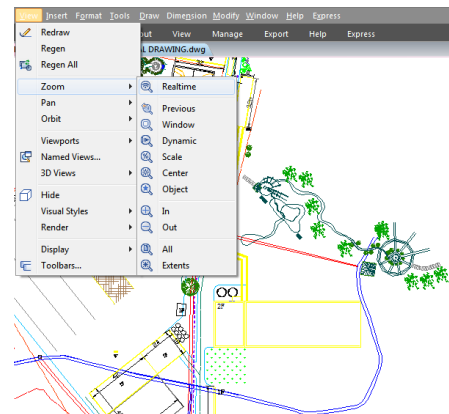 View Insert Format Tools Draw Dimension Modify Window Help Express
out View Manage Export Help Express
L DRAWING.dwg
Redraw
Regen
Regen All
Zoom
Pan
Orbit
Viewports
Named Views...
3D Views
Hide
Visual Styles
Render
Display
Toolbars...
Realtime
Previous
Window
Dynamic
Scale
Center
Object
In
Out
All
Extents
2F